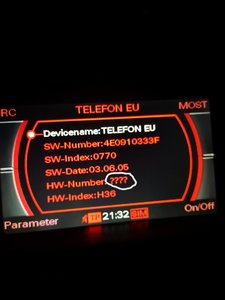 RC TELEFON EU MOST
Devicename:TELEFON EU
SW-Number:4E0910333F
SW-Index:0770
SW-Date:03.06.05
HW-Number:????
HW-Index:H36
Parameter On/Off
21:32 SIM